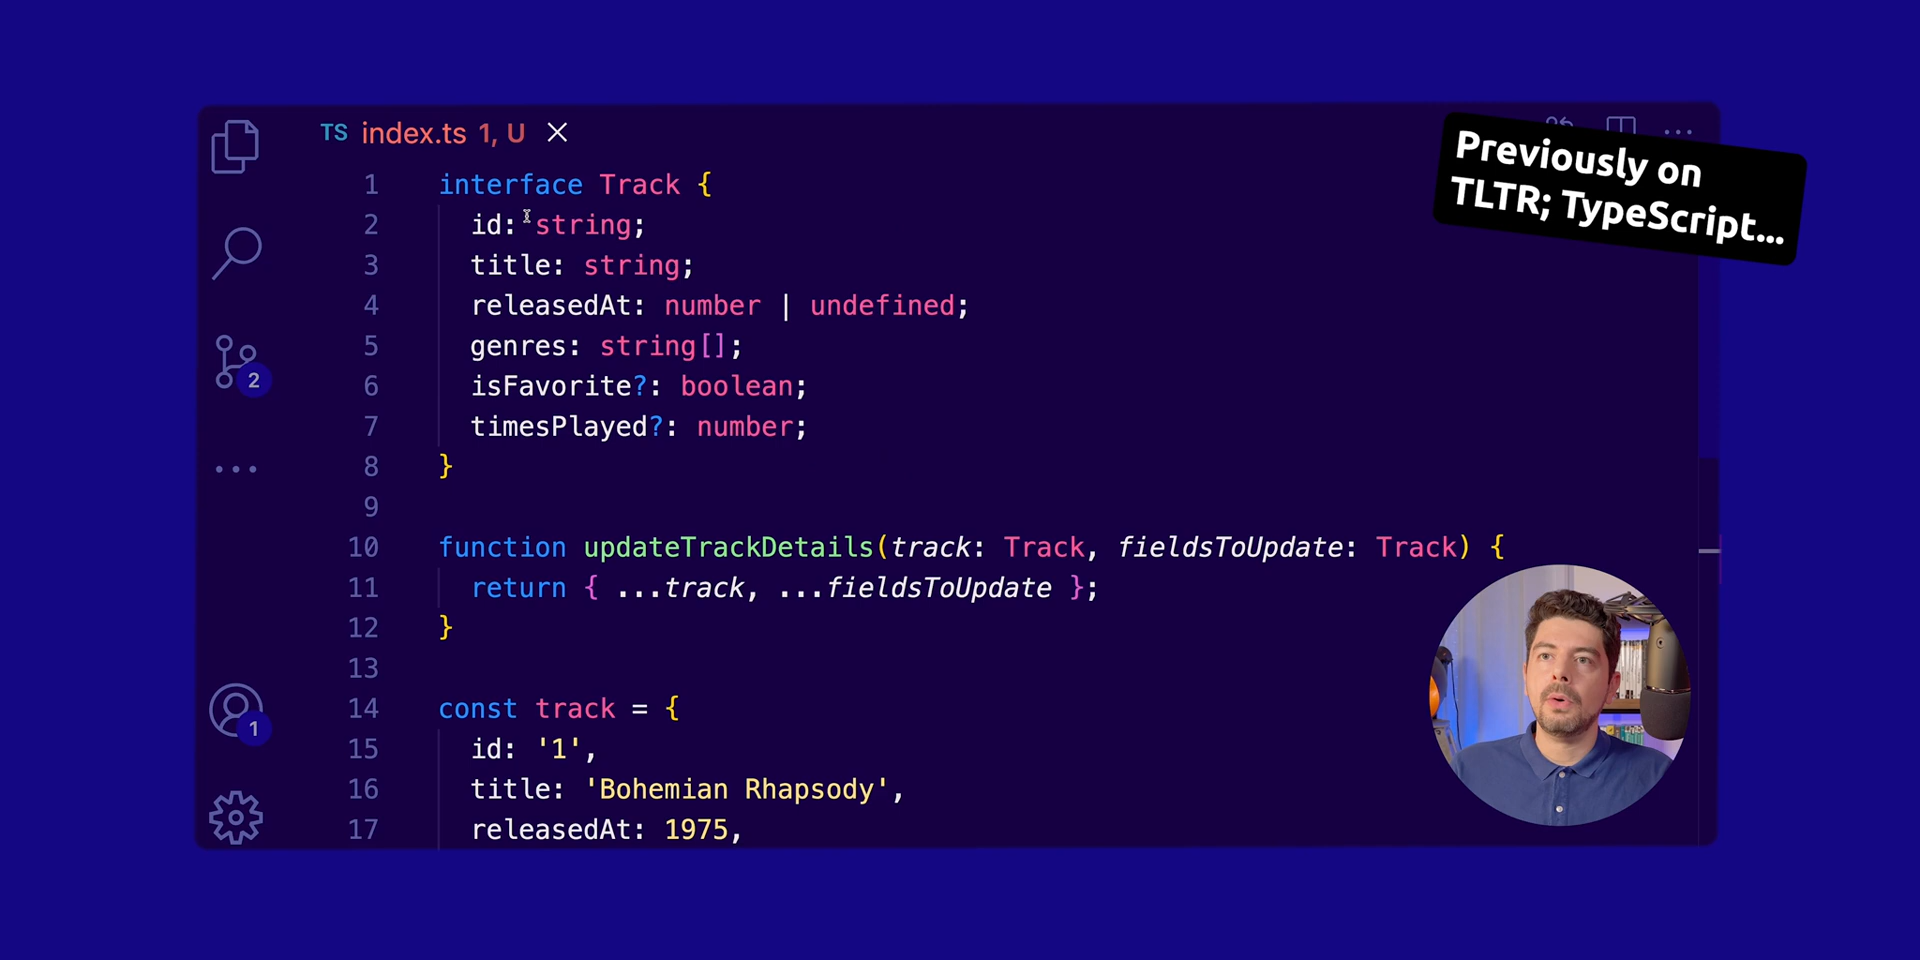 TS index.ts 1, U
Previously on
TLTR; TypeScript...
1 interface Track {
2 id: string;
3 title: string;
4 releasedAt: number | undefined;
5 genres: string[];
6 isFavorite?: boolean;
7 timesPlayed?: number;
8 }
9
10 function updateTrackDetails(track: Track, fieldsToUpdate: Track) {
11 return { ...track, ...fieldsToUpdate };
12 }
13
14 const track = {
15 id: '1',
16 title: 'Bohemian Rhapsody',
17 releasedAt: 1975,
2
1